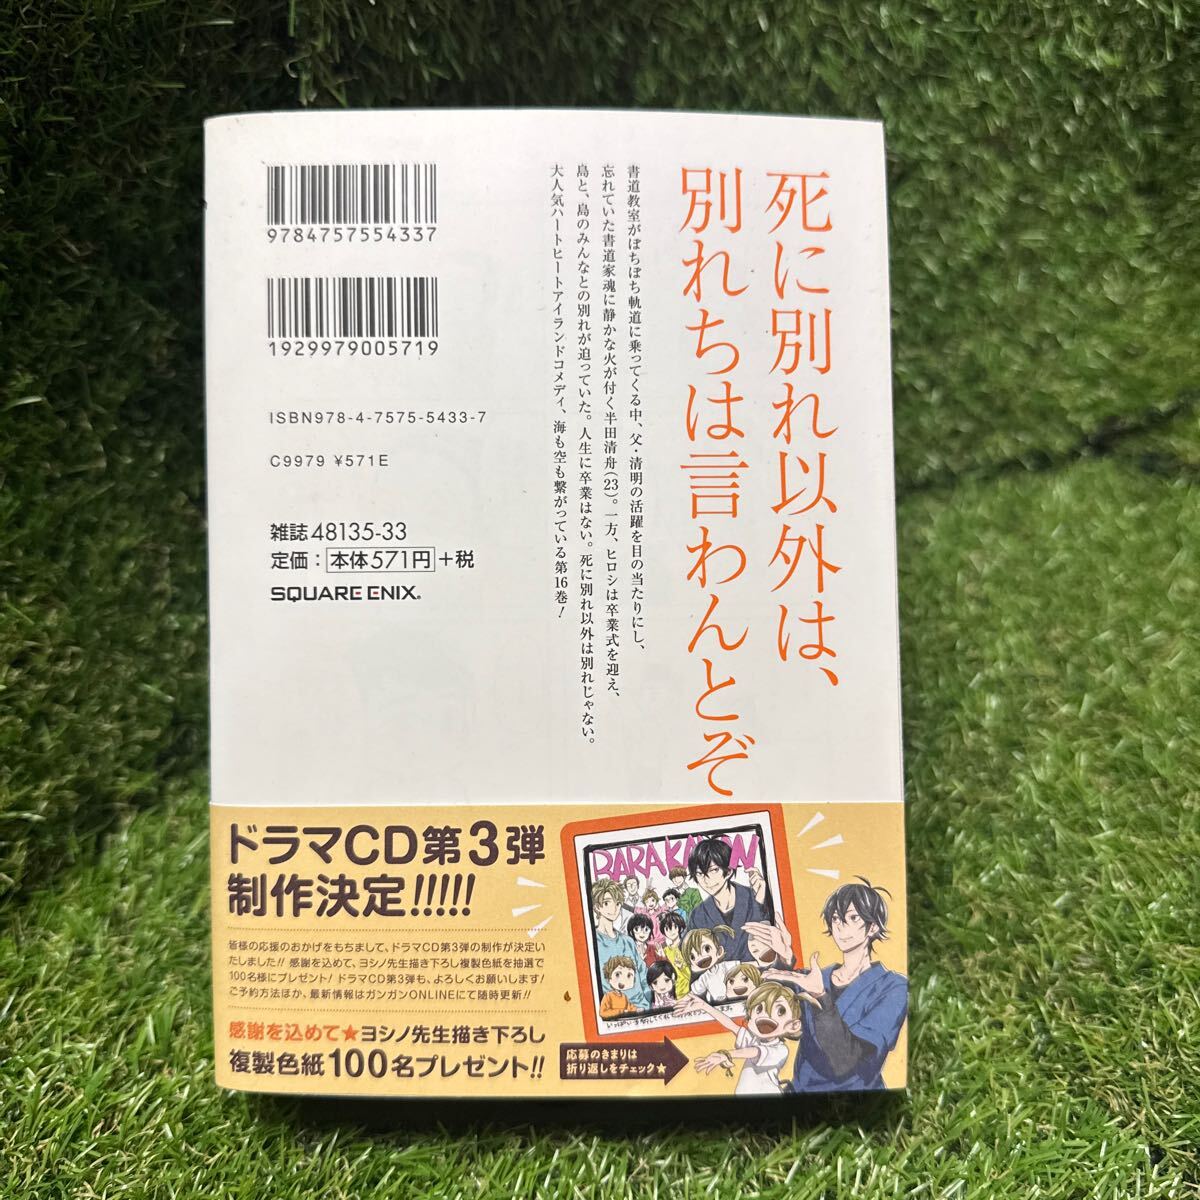 死に別れ以外は、
別れちは言わんとぞ
書道教室がぼちぼち軌道に乗ってくる中、父・清明の活躍を目の当たりにし、
忘れていた書道家魂に静かな火が付く半田清舟(23)。一方、ヒロシは卒業式を迎え、
島と、島のみんなとの別れが迫っていた。人生に卒業はない。死に別れ以外は別れじゃない。
大人気ハートヒートアイランドコメディ、海も空も繋がっている第16巻!
9784757554337
1929979005719
ISBN978-4-7575-5433-7
C9979 ¥571E
雑誌 48135-33
定価:本体571円+税
SQUARE ENIX.
ドラマCD第3弾
制作決定!!!!!
皆様の応援のおかげをもちまして、ドラマCD第3弾の制作が決定い
たしました!! 感謝を込めて、ヨシノ先生描き下ろし複製色紙を抽選で
100名様にプレゼント! ドラマCD第3弾も、よろしくお願いします!
ご予約方法ほか、最新情報はガンガンONLINEにて随時更新!!
感謝を込めて★ヨシノ先生描き下ろし
複製色紙100名プレゼント!!
BARAKAMON
応募のきまりは
折り返しをチェック★